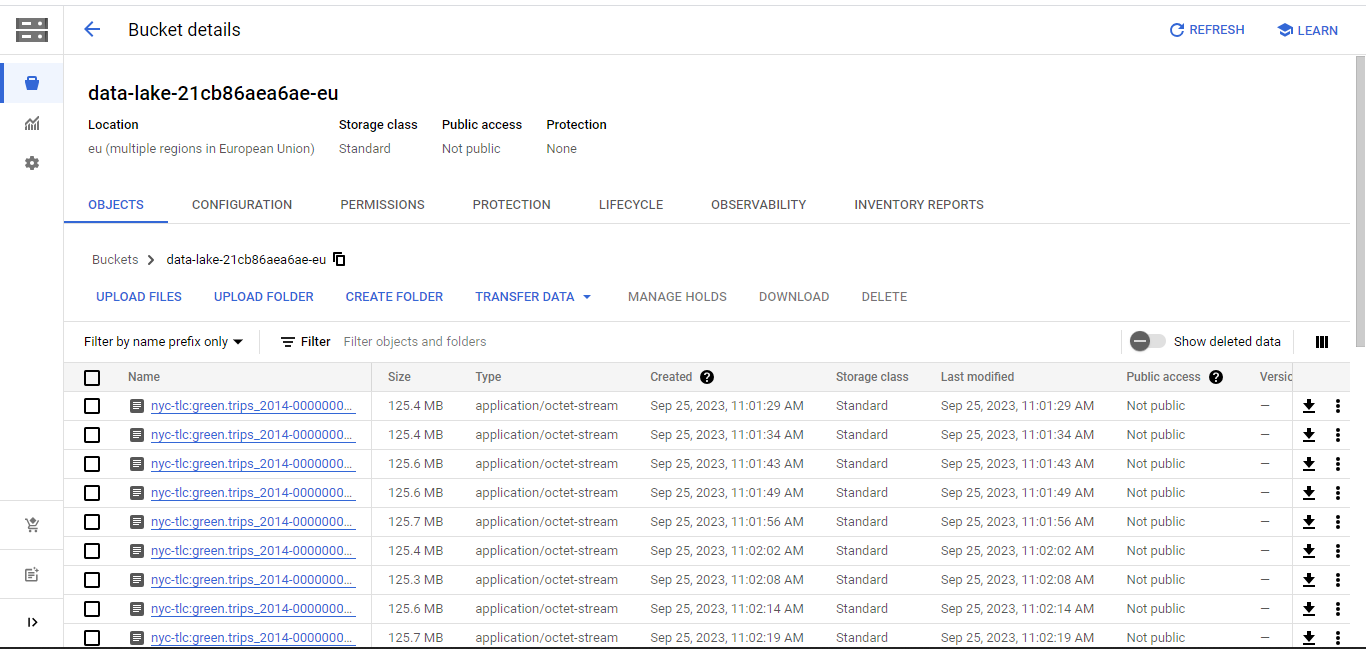 Bucket details
REFRESH
LEARN
data-lake-21cb86aea6ae-eu
Location Storage class Public access Protection
eu (multiple regions in European Union) Standard Not public None
OBJECTS CONFIGURATION PERMISSIONS PROTECTION LIFECYCLE OBSERVABILITY INVENTORY REPORTS
Buckets > data-lake-21cb86aea6ae-eu
UPLOAD FILES UPLOAD FOLDER CREATE FOLDER TRANSFER DATA MANAGE HOLDS DOWNLOAD DELETE
Filter by name prefix only Filter Filter objects and folders Show deleted data
Name Size Type Created Storage class Last modified Public access Versic
nyc-tlc:green.trips_2014-0000000... 125.4 MB application/octet-stream Sep 25, 2023, 11:01:29 AM Standard Sep 25, 2023, 11:01:29 AM Not public —
nyc-tlc:green.trips_2014-0000000... 125.4 MB application/octet-stream Sep 25, 2023, 11:01:34 AM Standard Sep 25, 2023, 11:01:34 AM Not public —
nyc-tlc:green.trips_2014-0000000... 125.6 MB application/octet-stream Sep 25, 2023, 11:01:43 AM Standard Sep 25, 2023, 11:01:43 AM Not public —
nyc-tlc:green.trips_2014-0000000... 125.6 MB application/octet-stream Sep 25, 2023, 11:01:49 AM Standard Sep 25, 2023, 11:01:49 AM Not public —
nyc-tlc:green.trips_2014-0000000... 125.7 MB application/octet-stream Sep 25, 2023, 11:01:56 AM Standard Sep 25, 2023, 11:01:56 AM Not public —
nyc-tlc:green.trips_2014-0000000... 125.4 MB application/octet-stream Sep 25, 2023, 11:02:02 AM Standard Sep 25, 2023, 11:02:02 AM Not public —
nyc-tlc:green.trips_2014-0000000... 125.3 MB application/octet-stream Sep 25, 2023, 11:02:08 AM Standard Sep 25, 2023, 11:02:08 AM Not public —
nyc-tlc:green.trips_2014-0000000... 125.6 MB application/octet-stream Sep 25, 2023, 11:02:14 AM Standard Sep 25, 2023, 11:02:14 AM Not public —
nyc-tlc:green.trips_2014-0000000... 125.7 MB application/octet-stream Sep 25, 2023, 11:02:19 AM Standard Sep 25, 2023, 11:02:19 AM Not public —